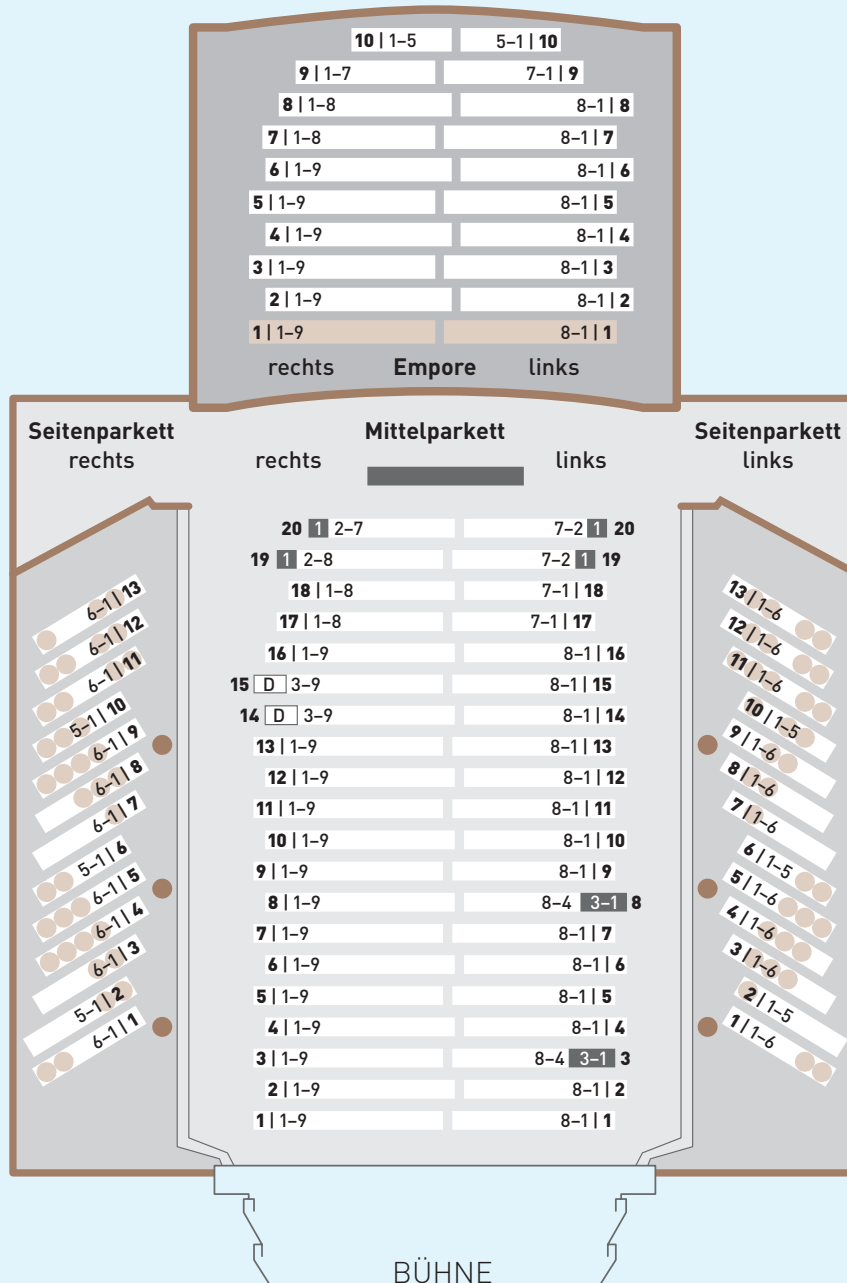 10 | 1–5 5–1 | 10
9 | 1–7 7–1 | 9
8 | 1–8 8–1 | 8
7 | 1–8 8–1 | 7
6 | 1–9 8–1 | 6
5 | 1–9 8–1 | 5
4 | 1–9 8–1 | 4
3 | 1–9 8–1 | 3
2 | 1–9 8–1 | 2
1 | 1–9 8–1 | 1
rechts Empore links
Seitenparkett
rechts
Mittelparkett
rechts links
Seitenparkett
links
20 1 2–7 7–2 1 20
19 1 2–8 7–2 1 19
18 | 1–8 7–1 | 18
17 | 1–8 7–1 | 17
16 | 1–9 8–1 | 16
15 D 3–9 8–1 | 15
14 D 3–9 8–1 | 14
13 | 1–9 8–1 | 13
12 | 1–9 8–1 | 12
11 | 1–9 8–1 | 11
10 | 1–9 8–1 | 10
9 | 1–9 8–1 | 9
8 | 1–9 8–4 3–1 8
7 | 1–9 8–1 | 7
6 | 1–9 8–1 | 6
5 | 1–9 8–1 | 5
4 | 1–9 8–1 | 4
3 | 1–9 8–4 3–1 3
2 | 1–9 8–1 | 2
1 | 1–9 8–1 | 1
6–1 | 13
6–1 | 12
6–1 | 11
5–1 | 10
6–1 | 9
6–1 | 8
6–1 | 7
5–1 | 6
6–1 | 5
6–1 | 4
6–1 | 3
5–1 | 2
6–1 | 1
13 | 1–6
12 | 1–6
11 | 1–6
10 | 1–5
9 | 1–6
8 | 1–6
7 | 1–6
6 | 1–5
5 | 1–6
4 | 1–6
3 | 1–6
2 | 1–5
1 | 1–6
BÜHNE